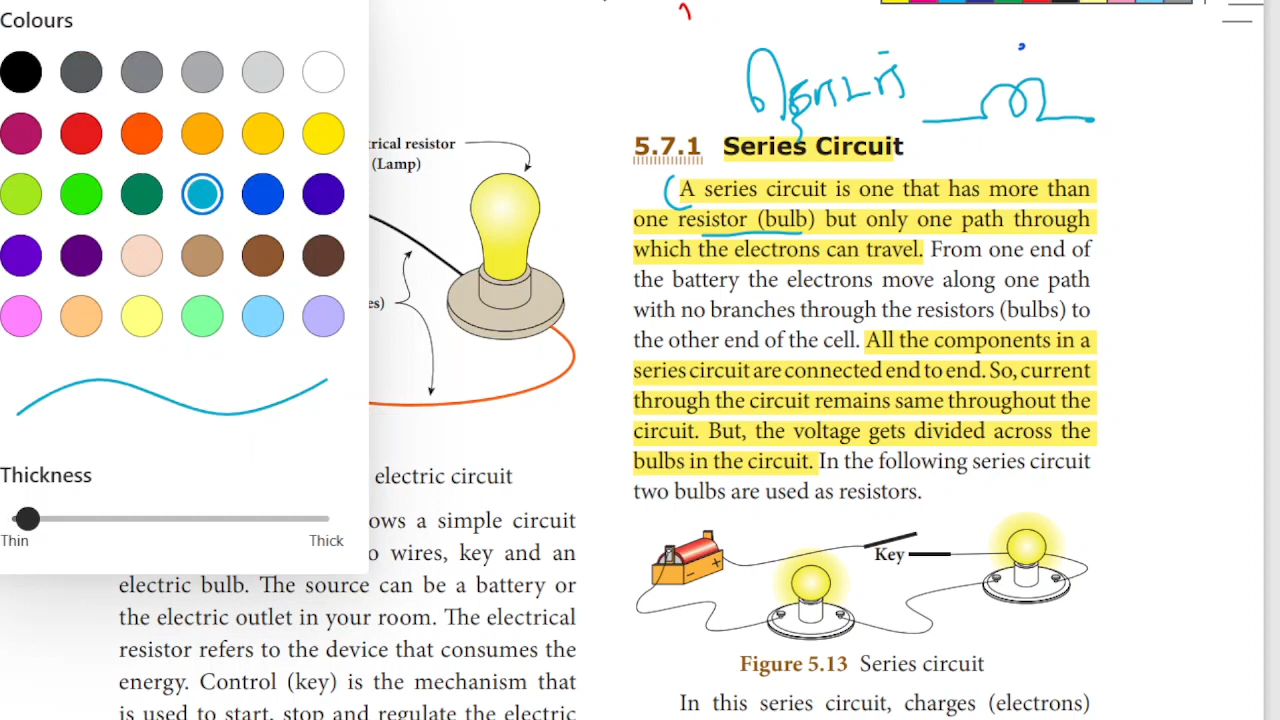 Colours
Thickness
Thin
Thick
trical resistor
(Lamp)
es)
electric circuit
ows a simple circuit
o wires, key and an
electric bulb. The source can be a battery or
the electric outlet in your room. The electrical
resistor refers to the device that consumes the
energy. Control (key) is the mechanism that
is used to start, stop and regulate the electric
தொடர்
5.7.1 Series Circuit
A series circuit is one that has more than
one resistor (bulb) but only one path through
which the electrons can travel. From one end of
the battery the electrons move along one path
with no branches through the resistors (bulbs) to
the other end of the cell. All the components in a
series circuit are connected end to end. So, current
through the circuit remains same throughout the
circuit. But, the voltage gets divided across the
bulbs in the circuit. In the following series circuit
two bulbs are used as resistors.
Key
Figure 5.13 Series circuit
In this series circuit, charges (electrons)